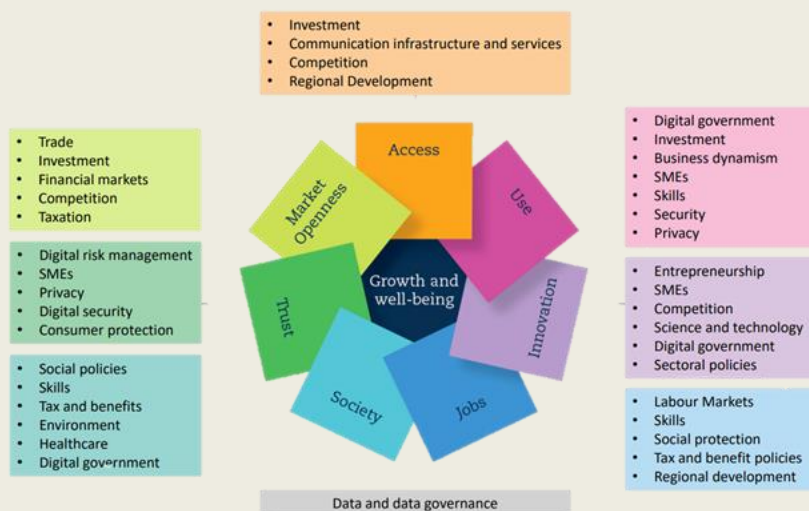 Investment
Communication infrastructure and services
Competition
Regional Development
Trade
Investment
Financial markets
Competition
Taxation
Digital risk management
SMEs
Privacy
Digital security
Consumer protection
Social policies
Skills
Tax and benefits
Environment
Healthcare
Digital government
Access
Use
Innovation
Jobs
Society
Trust
Market
Openness
Growth and
well-being
Digital government
Investment
Business dynamism
SMEs
Skills
Security
Privacy
Entrepreneurship
SMEs
Competition
Science and technology
Digital government
Sectoral policies
Labour Markets
Skills
Social protection
Tax and benefit policies
Regional development
Data and data governance